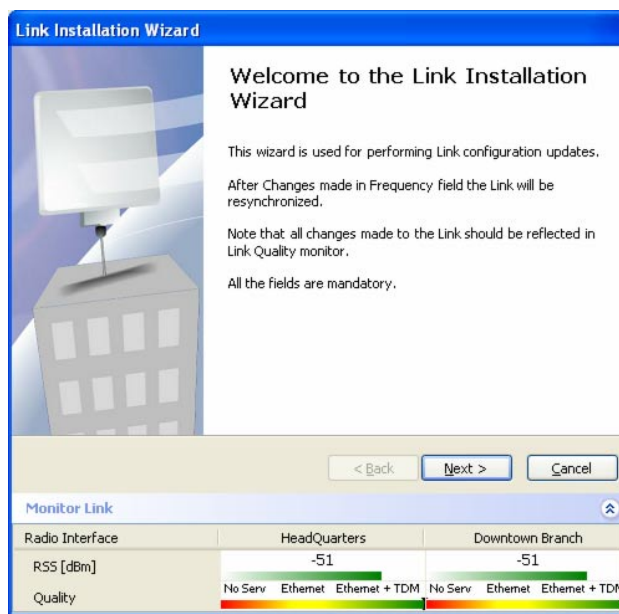 Link Installation Wizard
Welcome to the Link Installation
Wizard
This wizard is used for performing Link configuration updates.
After Changes made in Frequency field the Link will be
resynchronized.
Note that all changes made to the Link should be reflected in
Link Quality monitor.
All the fields are mandatory.
< Back Next > Cancel
Monitor Link
Radio Interface HeadQuarters Downtown Branch
RSS [dBm] -51 -51
Quality No Serv Ethernet Ethernet + TDM No Serv Ethernet Ethernet + TDM